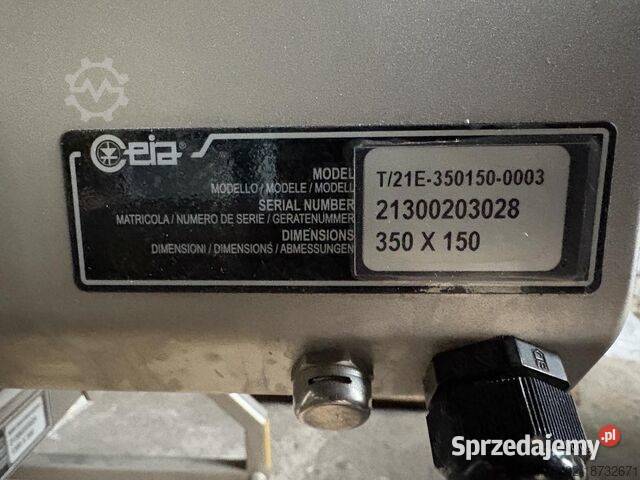 Ceia
MODEL T/21E-350150-0003
MODELLO / MODELE / MODELL
SERIAL NUMBER 21300203028
MATRICOLA / NUMERO DE SERIE / GERATENUMMER
DIMENSIONS 350 X 150
DIMENSIONI / DIMENSIONS / ABMESSUNGEN
Sprzedajemy.pl
18732671